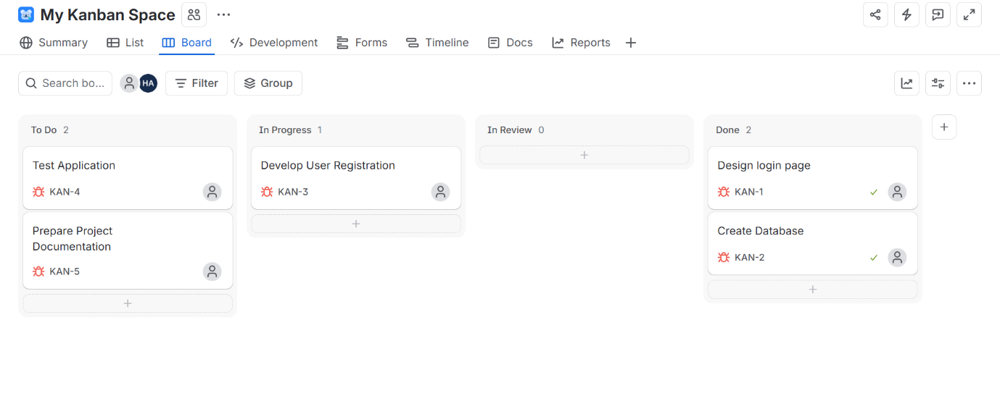 My Kanban Space
Summary List Board Development Forms Timeline Docs Reports
Search bo... HA Filter Group
To Do 2
Test Application
KAN-4
Prepare Project
Documentation
KAN-5
In Progress 1
Develop User Registration
KAN-3
In Review 0
Done 2
Design login page
KAN-1
Create Database
KAN-2